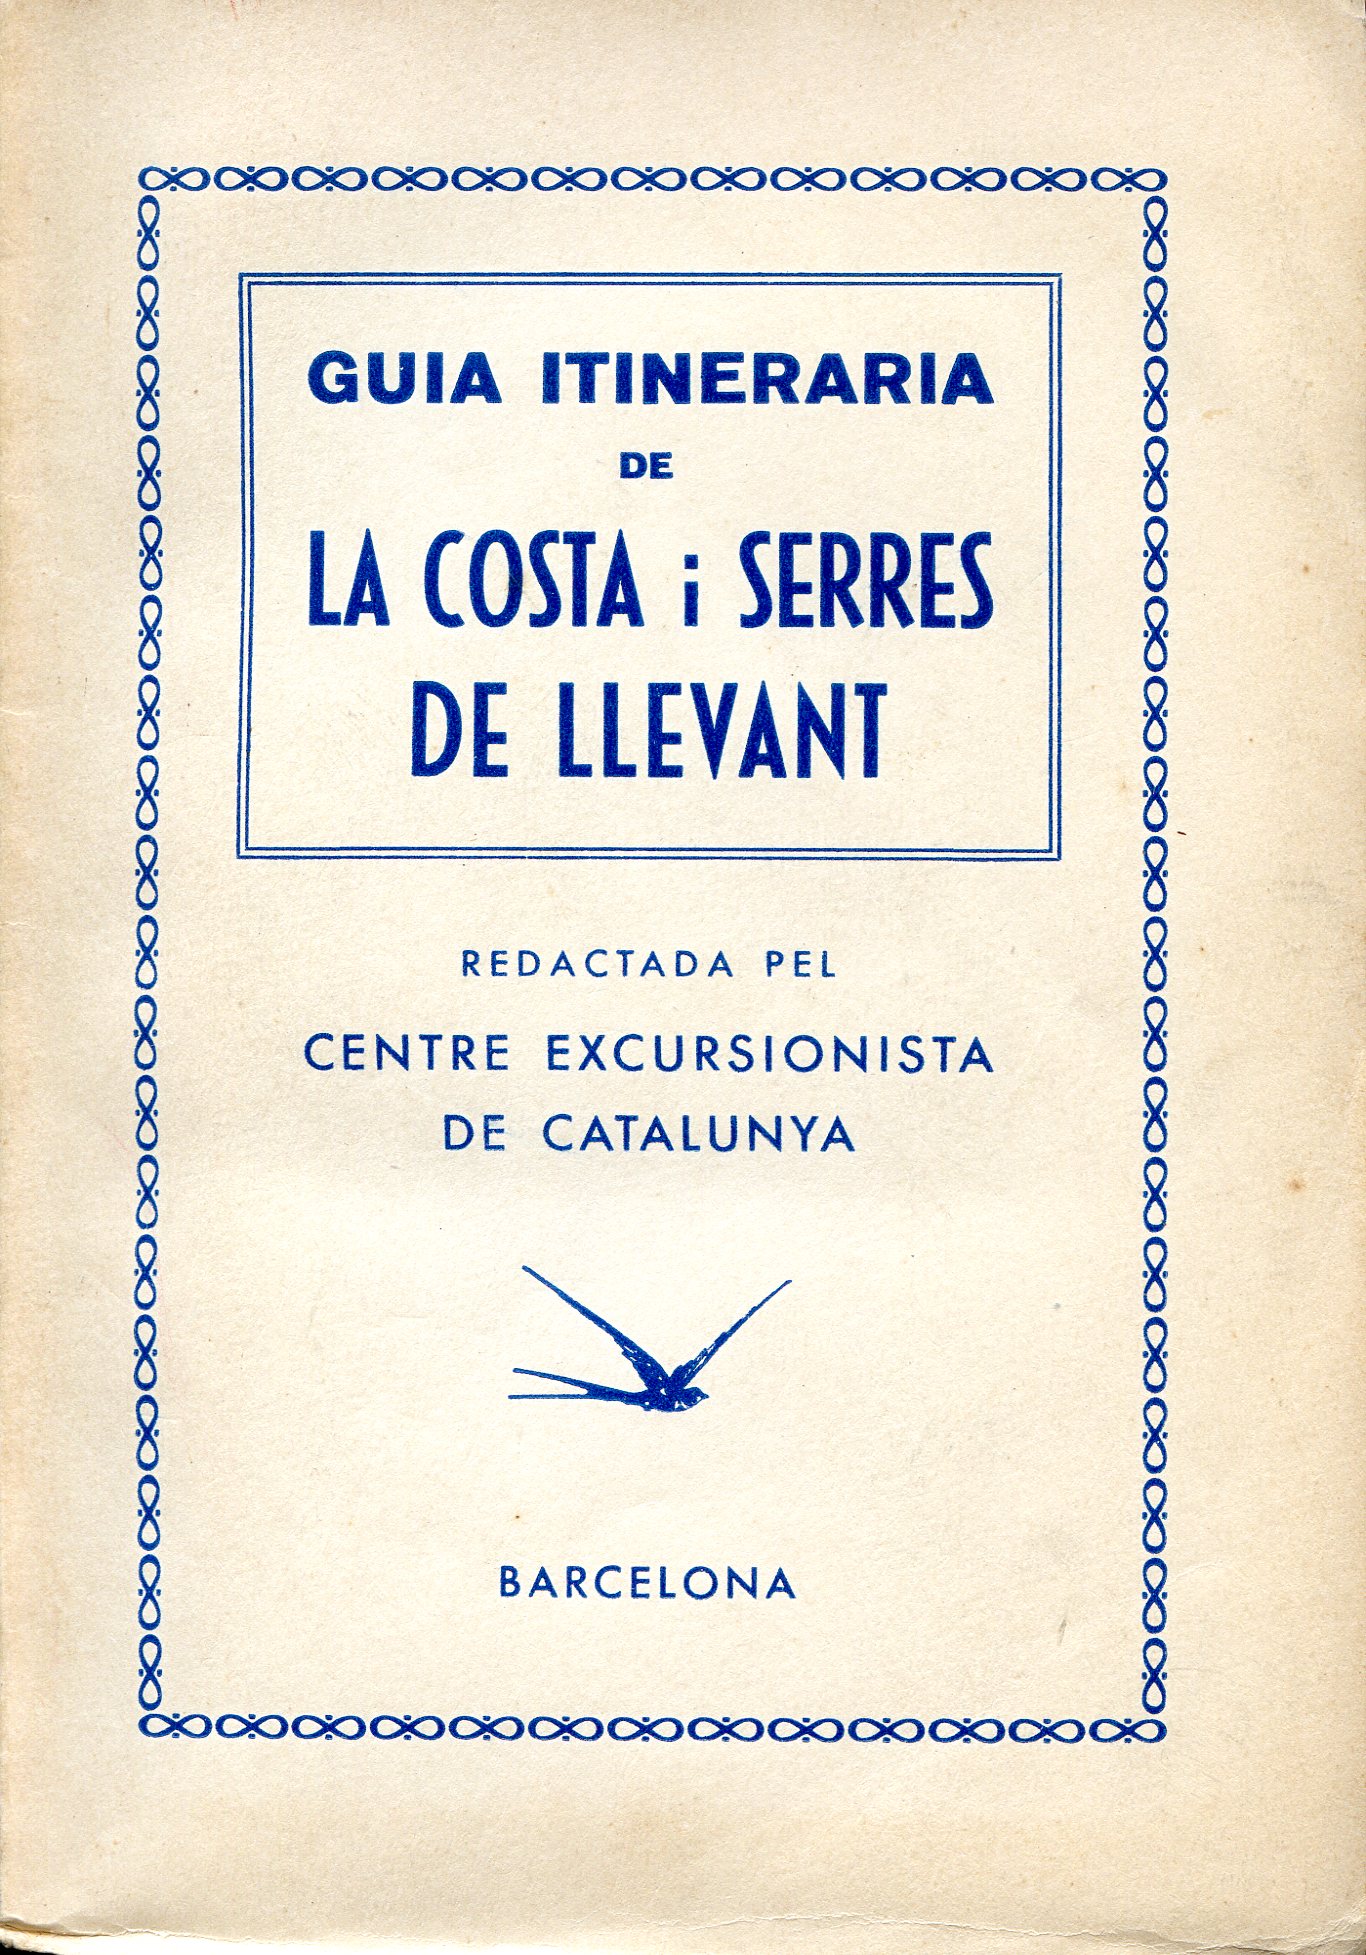 GUIA ITINERARIA
DE
LA COSTA i SERRES
DE LLEVANT
REDACTADA PEL
CENTRE EXCURSIONISTA
DE CATALUNYA
BARCELONA